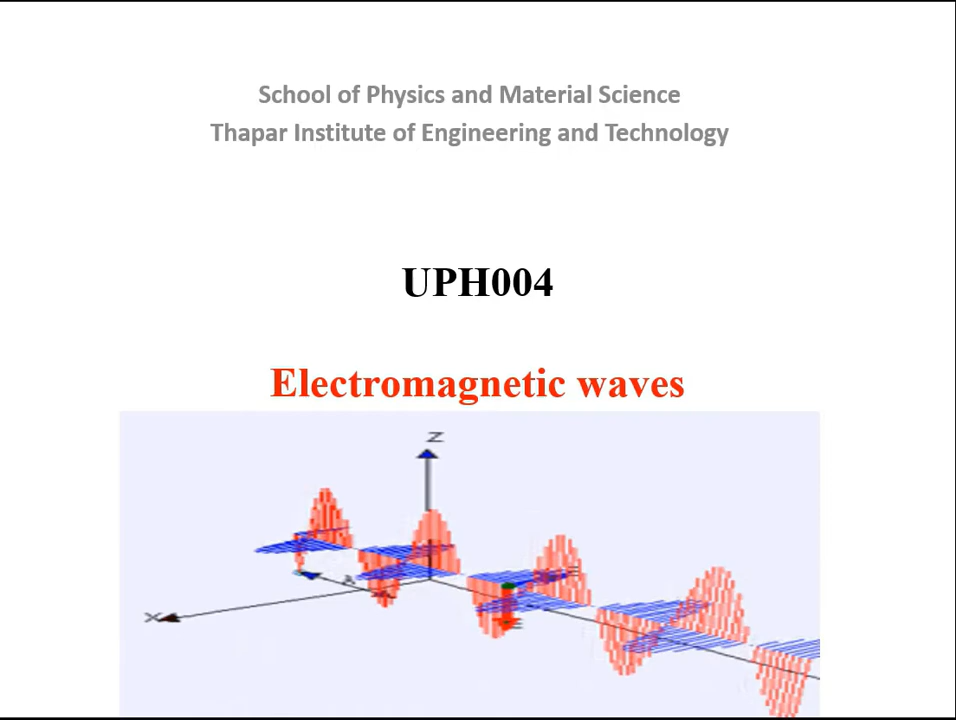 School of Physics and Material Science
Thapar Institute of Engineering and Technology
UPH004
Electromagnetic waves
Z
X